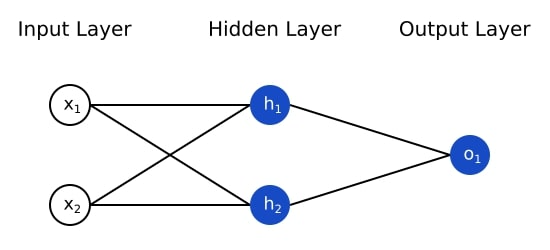 Input Layer Hidden Layer Output Layer
x₁ h₁
o₁
x₂ h₂